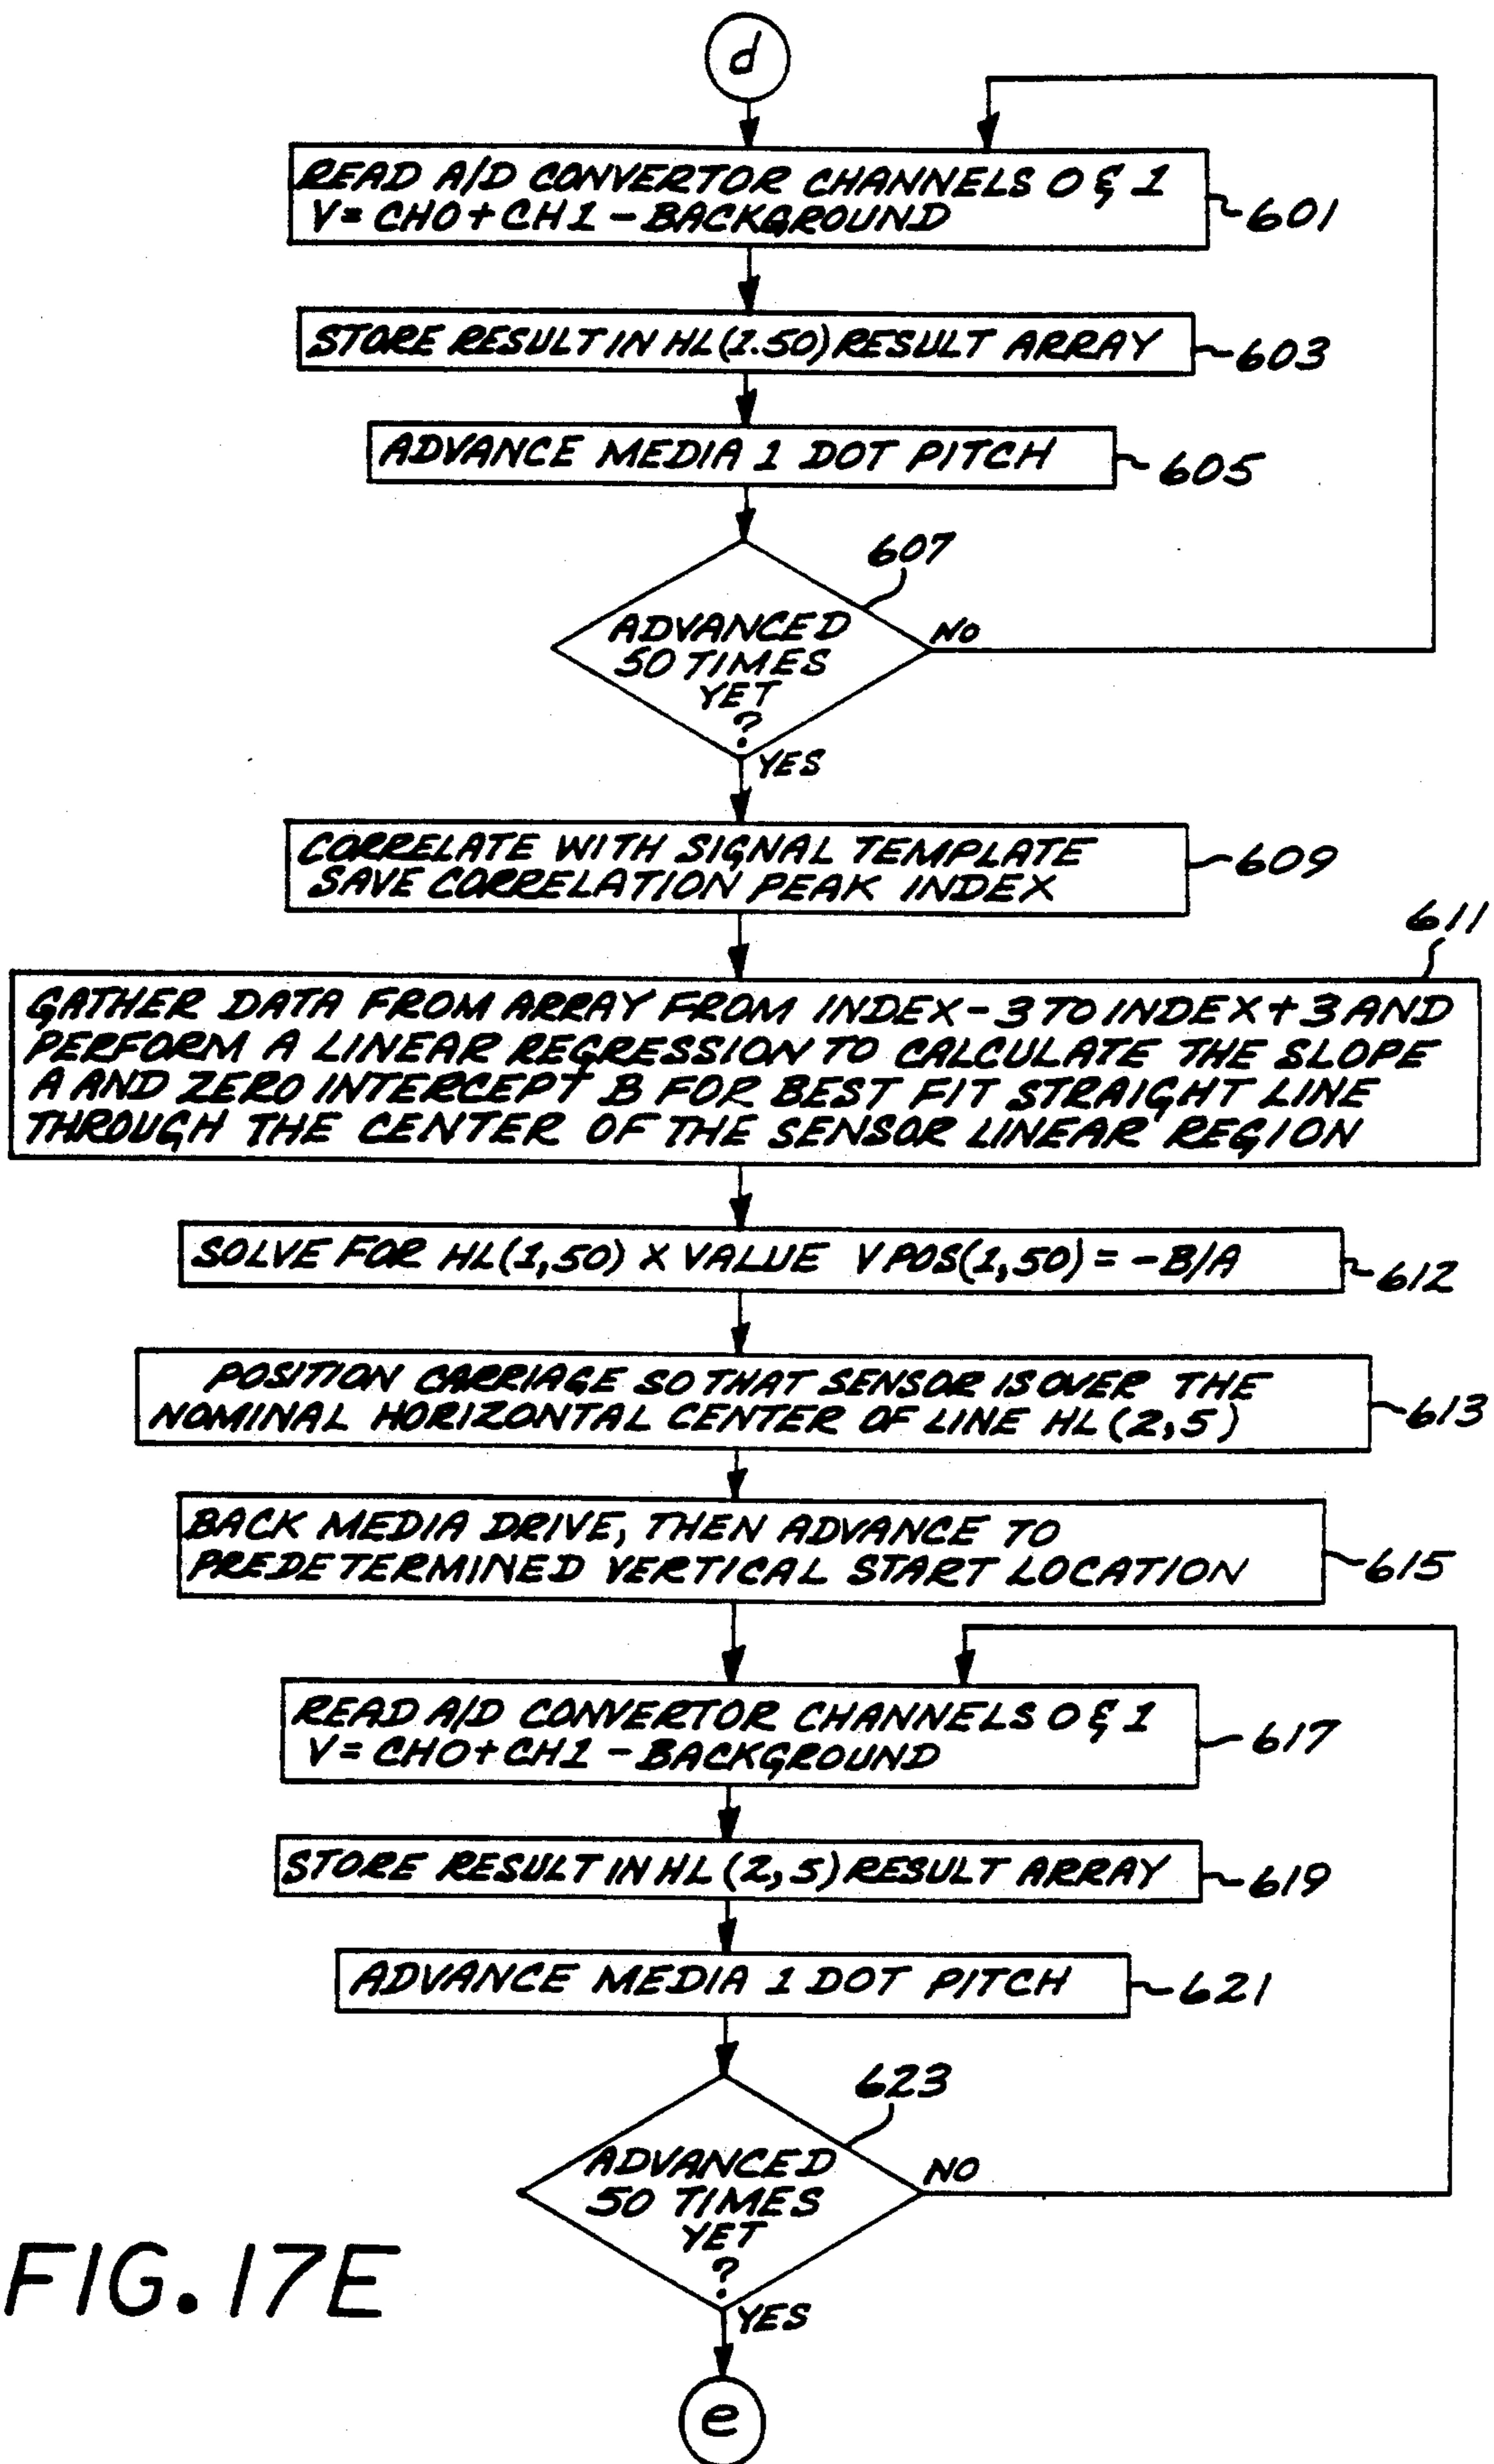 d
READ A/D CONVERTOR CHANNELS 0 & 1
V = CH0 + CH1 - BACKGROUND
601
STORE RESULT IN HL(1.50) RESULT ARRAY
603
ADVANCE MEDIA 1 DOT PITCH
605
607
ADVANCED
50 TIMES
YET
?
NO
YES
CORRELATE WITH SIGNAL TEMPLATE
SAVE CORRELATION PEAK INDEX
609
611
GATHER DATA FROM ARRAY FROM INDEX-3 TO INDEX+3 AND
PERFORM A LINEAR REGRESSION TO CALCULATE THE SLOPE
A AND ZERO INTERCEPT B FOR BEST FIT STRAIGHT LINE
THROUGH THE CENTER OF THE SENSOR LINEAR REGION
SOLVE FOR HL(1,50) X VALUE VPOS(1,50) = -B/A
612
POSITION CARRIAGE SO THAT SENSOR IS OVER THE
NOMINAL HORIZONTAL CENTER OF LINE HL(2,5)
613
BACK MEDIA DRIVE, THEN ADVANCE TO
PREDETERMINED VERTICAL START LOCATION
615
READ A/D CONVERTOR CHANNELS 0 & 1
V = CH0 + CH1 - BACKGROUND
617
STORE RESULT IN HL(2,5) RESULT ARRAY
619
ADVANCE MEDIA 1 DOT PITCH
621
623
ADVANCED
50 TIMES
YET
?
NO
YES
FIG. 17E
e